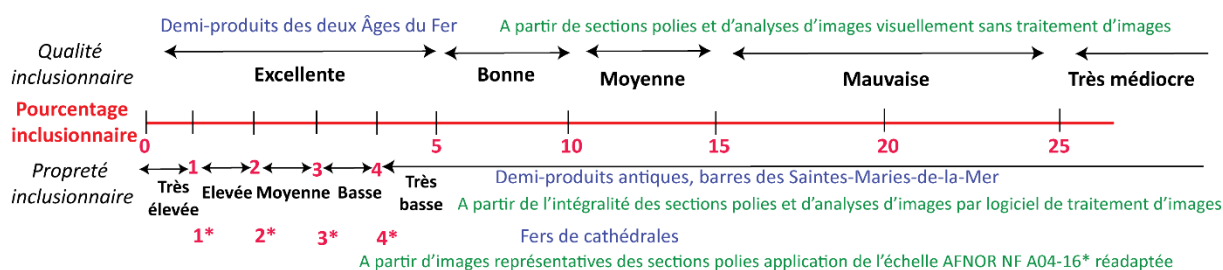 Demi-produits des deux Âges du Fer
A partir de sections polies et d'analyses d'images visuellement sans traitement d'images
Qualité inclusionnaire
Excellente Bonne Moyenne Mauvaise Très médiocre
Pourcentage inclusionnaire
0 5 10 15 20 25
Propreté inclusionnaire
1 2 3 4
Très élevée Elevée Moyenne Basse Très basse
Demi-produits antiques, barres des Saintes-Maries-de-la-Mer
A partir de l'intégralité des sections polies et d'analyses d'images par logiciel de traitement d'images
1* 2* 3* 4*
Fers de cathédrales
A partir d'images représentatives des sections polies application de l'échelle AFNOR NF A04-16* réadaptée